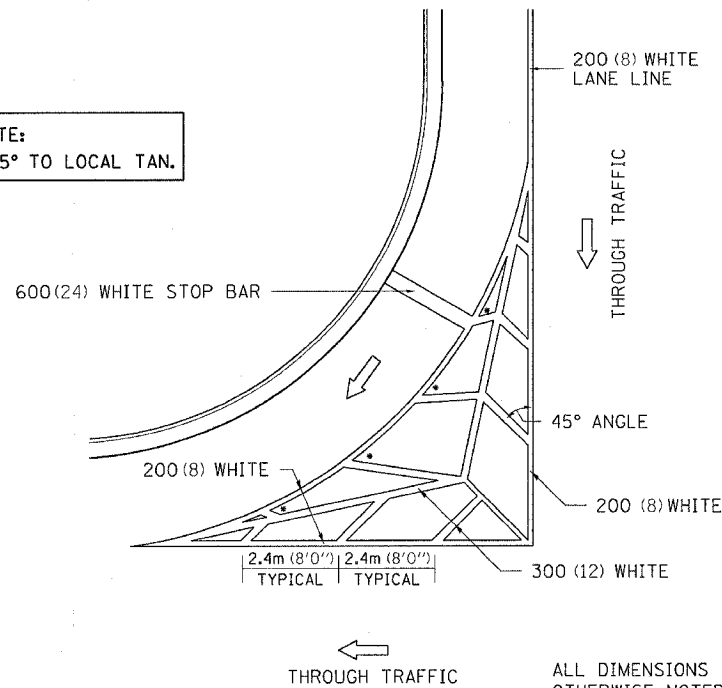 200 (8) WHITE
LANE LINE
TE:
5° TO LOCAL TAN.
THROUGH TRAFFIC
600(24) WHITE STOP BAR
*
*
45° ANGLE
*
200 (8) WHITE
200 (8) WHITE
*
2.4m (8'0") 2.4m (8'0")
TYPICAL TYPICAL
300 (12) WHITE
THROUGH TRAFFIC
ALL DIMENSIONS
OTHERWISE NOTED